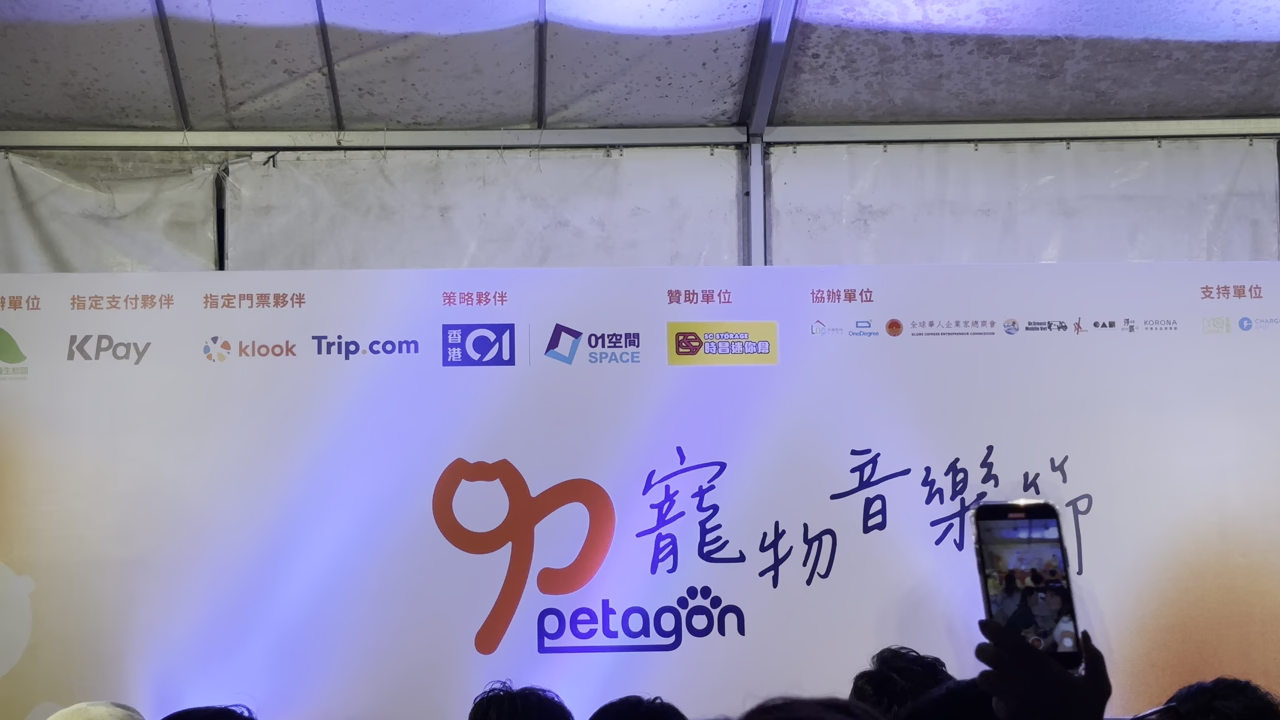 辦單位 指定支付夥伴 指定門票夥伴 策略夥伴 贊助單位 協辦單位 支持單位
KPay klook Trip.com 香港01 01空間 SPACE SO STORAGE 時昔迷你倉 OneDegree 全球華人企業家總商會 KORONA
寵物音樂節
petagon